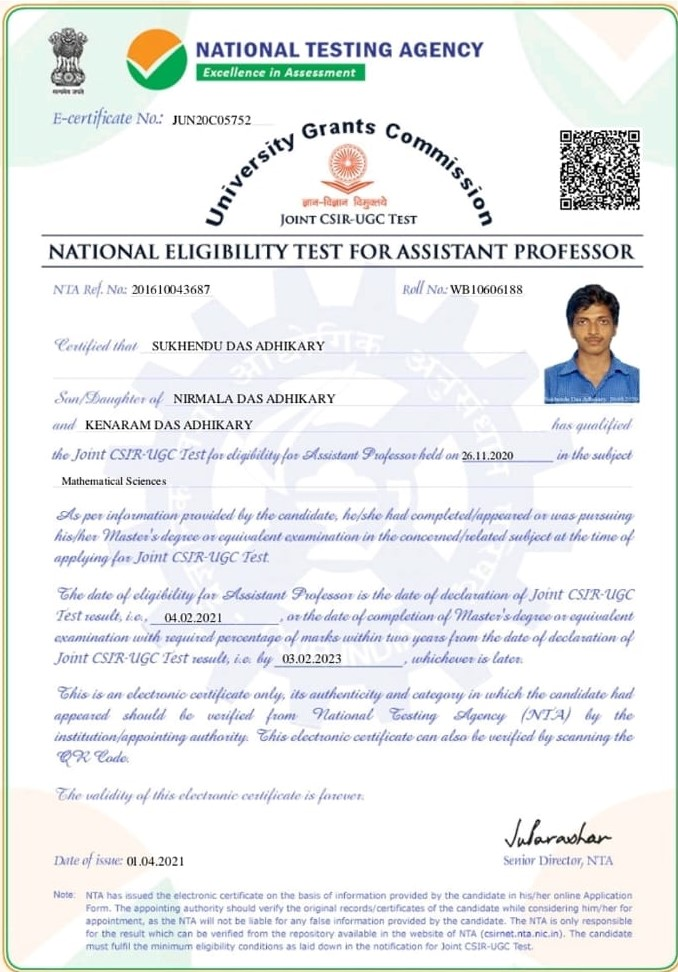 सत्यमेव जयते
NATIONAL TESTING AGENCY
Excellence in Assessment
E-certificate No.: JUN20C05752
University Grants Commission
ज्ञान-विज्ञान विमुक्तये
JOINT CSIR-UGC TEST
NATIONAL ELIGIBILITY TEST FOR ASSISTANT PROFESSOR
NTA Ref. No: 201610043687 Roll No: WB10606188
Certified that SUKHENDU DAS ADHIKARY
Son/Daughter of NIRMALA DAS ADHIKARY
and KENARAM DAS ADHIKARY has qualified
the Joint CSIR-UGC Test for eligibility for Assistant Professor held on 26.11.2020 in the subject
Mathematical Sciences
As per information provided by the candidate, he/she had completed/appeared or was pursuing
his/her Master's degree or equivalent examination in the concerned/related subject at the time of
applying for Joint CSIR-UGC Test.
The date of eligibility for Assistant Professor is the date of declaration of Joint CSIR-UGC
Test result, i.e., 04.02.2021, or the date of completion of Master's degree or equivalent
examination with required percentage of marks within two years from the date of declaration of
Joint CSIR-UGC Test result, i.e. by 03.02.2023, whichever is later.
This is an electronic certificate only, its authenticity and category in which the candidate had
appeared should be verified from National Testing Agency (NTA) by the
institution/appointing authority. This electronic certificate can also be verified by scanning the
QR Code.
The validity of this electronic certificate is forever.
Date of issue: 01.04.2021
Senior Director, NTA
Note: NTA has issued the electronic certificate on the basis of information provided by the candidate in his/her online Application
Form. The appointing authority should verify the original records/certificates of the candidate while considering him/her for
appointment, as the NTA will not be liable for any false information provided by the candidate. The NTA is only responsible
for the result which can be verified from the repository available in the website of NTA (csirnet.nta.nic.in). The candidate
must fulfil the minimum eligibility conditions as laid down in the notification for Joint CSIR-UGC Test.